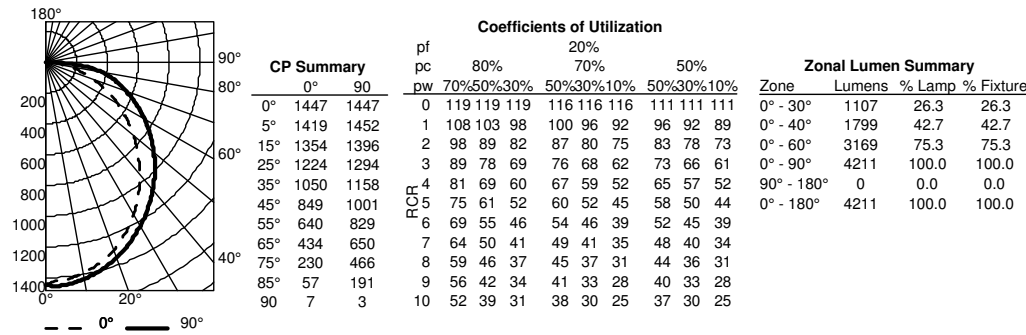 180°
90°
80°
60°
40°
20°
0°
200
400
600
800
1000
1200
1400
0° 90°
CP Summary
0° 90
0° 1447 1447
5° 1419 1452
15° 1354 1396
25° 1224 1294
35° 1050 1158
45° 849 1001
55° 640 829
65° 434 650
75° 230 466
85° 57 191
90 7 3
Coefficients of Utilization
pf 20%
pc 80% 70% 50%
pw 70%50%30% 50%30%10% 50%30%10%
RCR
0 119 119 119 116 116 116 111 111 111
1 108 103 98 100 96 92 96 92 89
2 98 89 82 87 80 75 83 78 73
3 89 78 69 76 68 62 73 66 61
4 81 69 60 67 59 52 65 57 52
5 75 61 52 60 52 45 58 50 44
6 69 55 46 54 46 39 52 45 39
7 64 50 41 49 41 35 48 40 34
8 59 46 37 45 37 31 44 36 31
9 56 42 34 41 33 28 40 33 28
10 52 39 31 38 30 25 37 30 25
Zonal Lumen Summary
Zone Lumens % Lamp % Fixture
0° - 30° 1107 26.3 26.3
0° - 40° 1799 42.7 42.7
0° - 60° 3169 75.3 75.3
0° - 90° 4211 100.0 100.0
90° - 180° 0 0.0 0.0
0° - 180° 4211 100.0 100.0